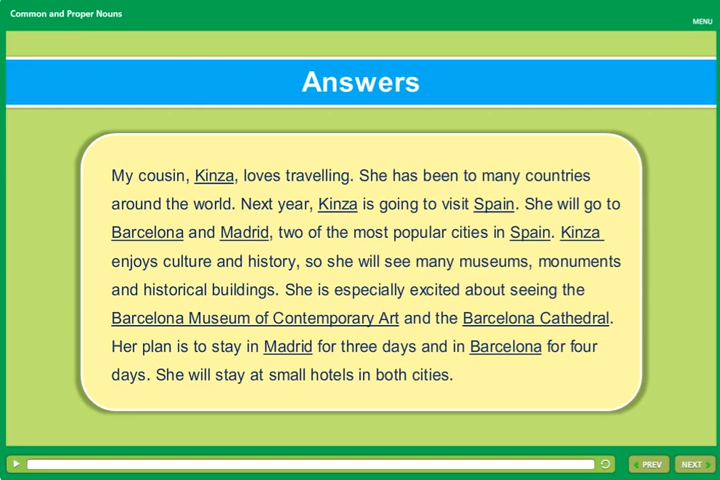 Common and Proper Nouns
MENU
Answers
My cousin, Kinza, loves travelling. She has been to many countries
around the world. Next year, Kinza is going to visit Spain. She will go to
Barcelona and Madrid, two of the most popular cities in Spain. Kinza
enjoys culture and history, so she will see many museums, monuments
and historical buildings. She is especially excited about seeing the
Barcelona Museum of Contemporary Art and the Barcelona Cathedral.
Her plan is to stay in Madrid for three days and in Barcelona for four
days. She will stay at small hotels in both cities.
PREV NEXT